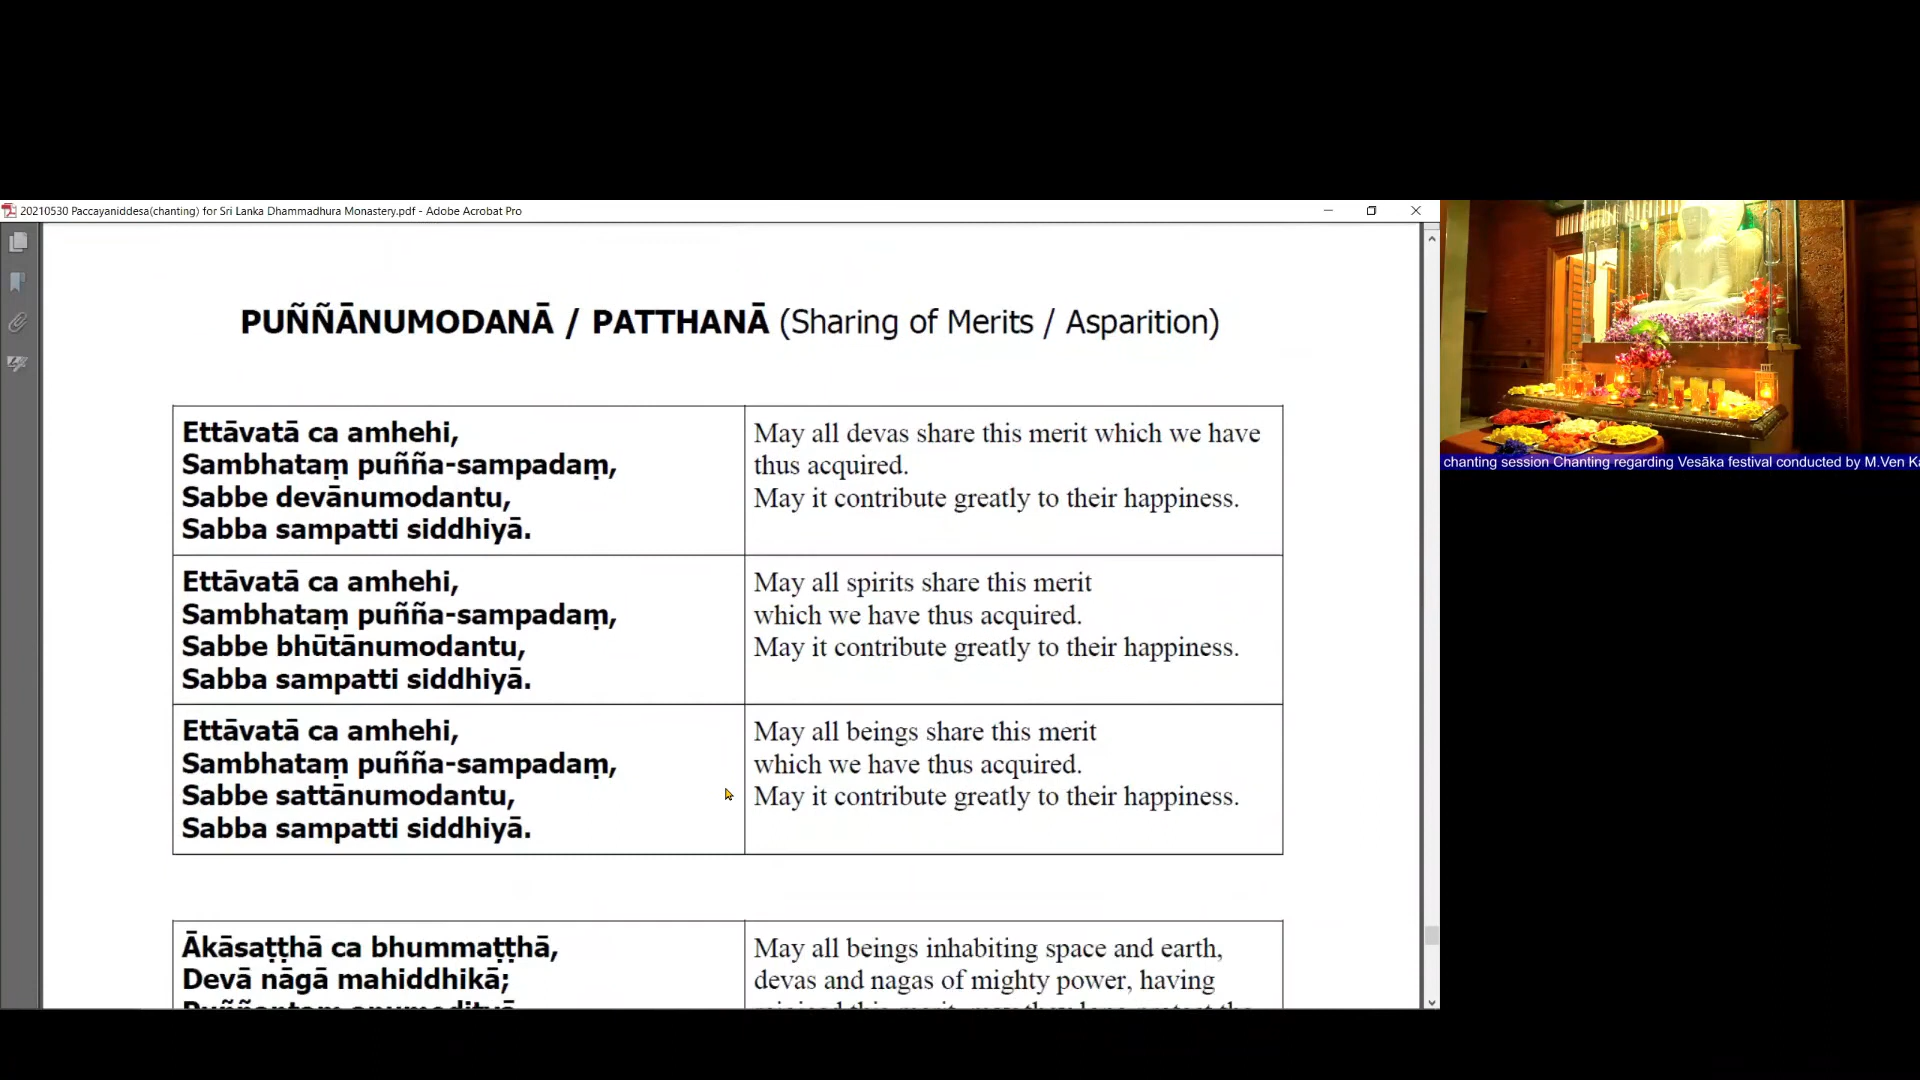 20210530 Paccayaniddesa(chanting) for Sri Lanka Dhammadhura Monastery.pdf - Adobe Acrobat Pro
PUÑÑĀNUMODANĀ / PATTHANĀ (Sharing of Merits / Asparition)
Ettāvatā ca amhehi,
Sambhataṃ puñña-sampadaṃ,
Sabbe devānumodantu,
Sabba sampatti siddhiyā.
May all devas share this merit which we have
thus acquired.
May it contribute greatly to their happiness.
Ettāvatā ca amhehi,
Sambhataṃ puñña-sampadaṃ,
Sabbe bhūtānumodantu,
Sabba sampatti siddhiyā.
May all spirits share this merit
which we have thus acquired.
May it contribute greatly to their happiness.
Ettāvatā ca amhehi,
Sambhataṃ puñña-sampadaṃ,
Sabbe sattānumodantu,
Sabba sampatti siddhiyā.
May all beings share this merit
which we have thus acquired.
May it contribute greatly to their happiness.
Ākāsaṭṭhā ca bhummaṭṭhā,
Devā nāgā mahiddhikā;
May all beings inhabiting space and earth,
devas and nagas of mighty power, having
chanting session Chanting regarding Vesāka festival conducted by M.Ven Ka